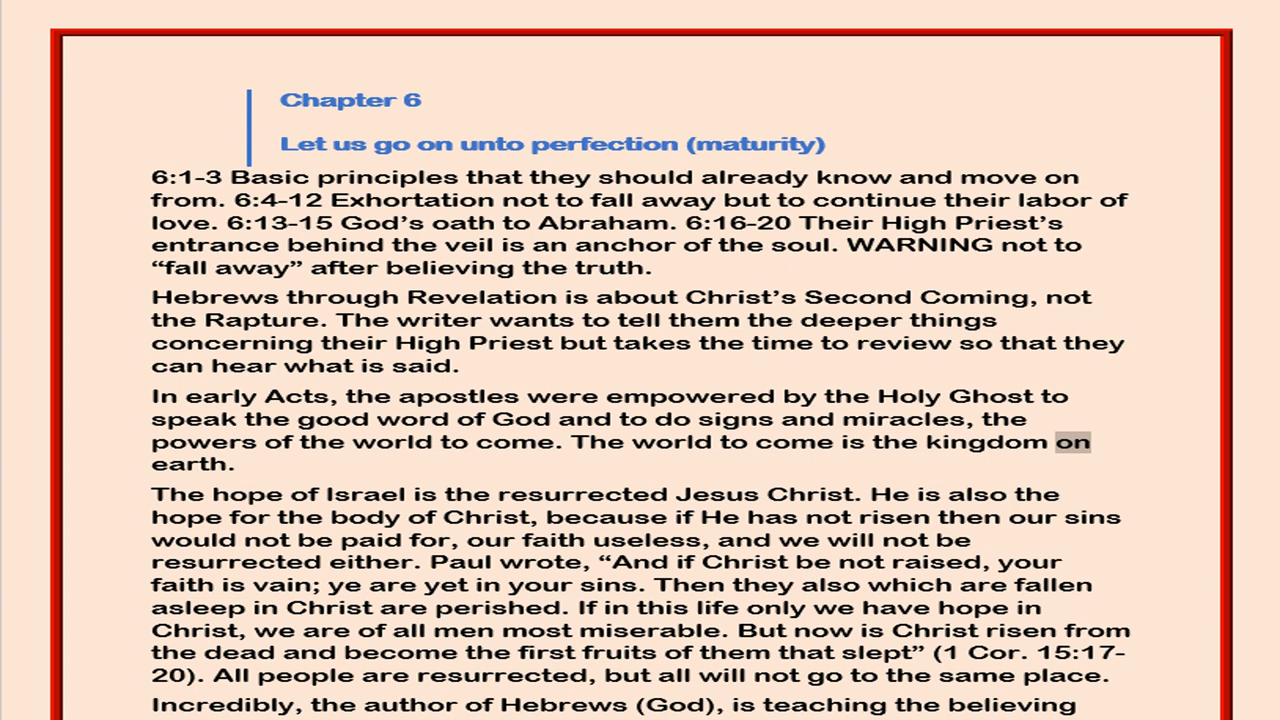 Chapter 6
Let us go on unto perfection (maturity)
6:1-3 Basic principles that they should already know and move on
from. 6:4-12 Exhortation not to fall away but to continue their labor of
love. 6:13-15 God’s oath to Abraham. 6:16-20 Their High Priest’s
entrance behind the veil is an anchor of the soul. WARNING not to
“fall away” after believing the truth.
Hebrews through Revelation is about Christ’s Second Coming, not
the Rapture. The writer wants to tell them the deeper things
concerning their High Priest but takes the time to review so that they
can hear what is said.
In early Acts, the apostles were empowered by the Holy Ghost to
speak the good word of God and to do signs and miracles, the
powers of the world to come. The world to come is the kingdom on
earth.
The hope of Israel is the resurrected Jesus Christ. He is also the
hope for the body of Christ, because if He has not risen then our sins
would not be paid for, our faith useless, and we will not be
resurrected either. Paul wrote, “And if Christ be not raised, your
faith is vain; ye are yet in your sins. Then they also which are fallen
asleep in Christ are perished. If in this life only we have hope in
Christ, we are of all men most miserable. But now is Christ risen from
the dead and become the first fruits of them that slept” (1 Cor. 15:17-
20). All people are resurrected, but all will not go to the same place.
Incredibly, the author of Hebrews (God), is teaching the believing